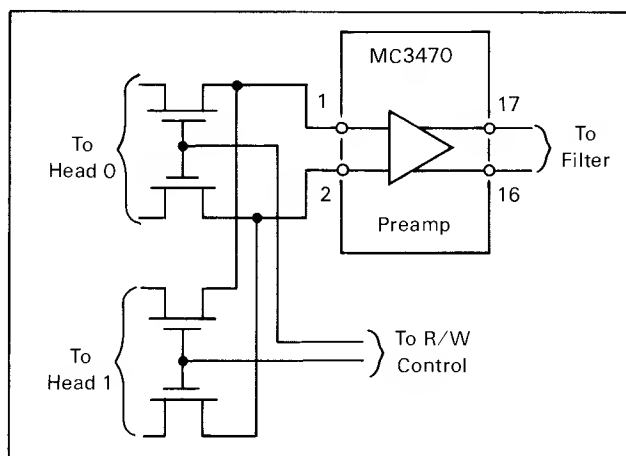 MC3470
1
17
To
Head 0
To
Filter
2
16
Preamp
To
Head 1
To R/W
Control